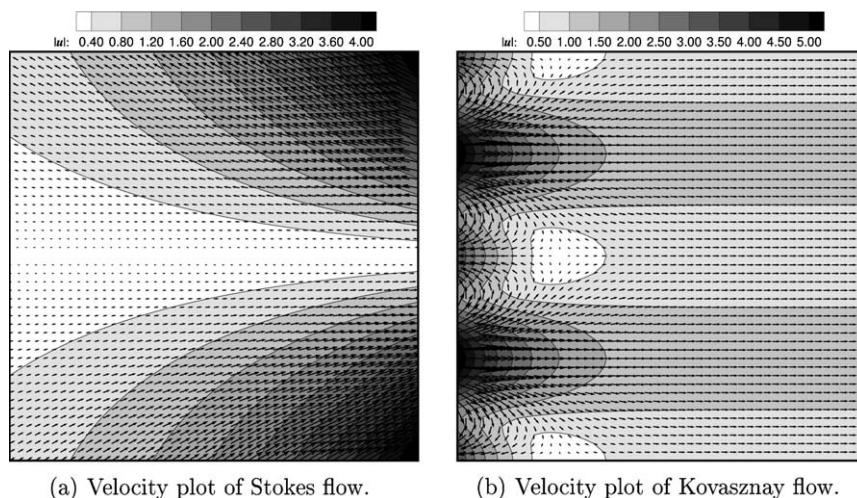 |u|: 0.40 0.80 1.20 1.60 2.00 2.40 2.80 3.20 3.60 4.00
|u|: 0.50 1.00 1.50 2.00 2.50 3.00 3.50 4.00 4.50 5.00
(a) Velocity plot of Stokes flow.
(b) Velocity plot of Kovasznay flow.